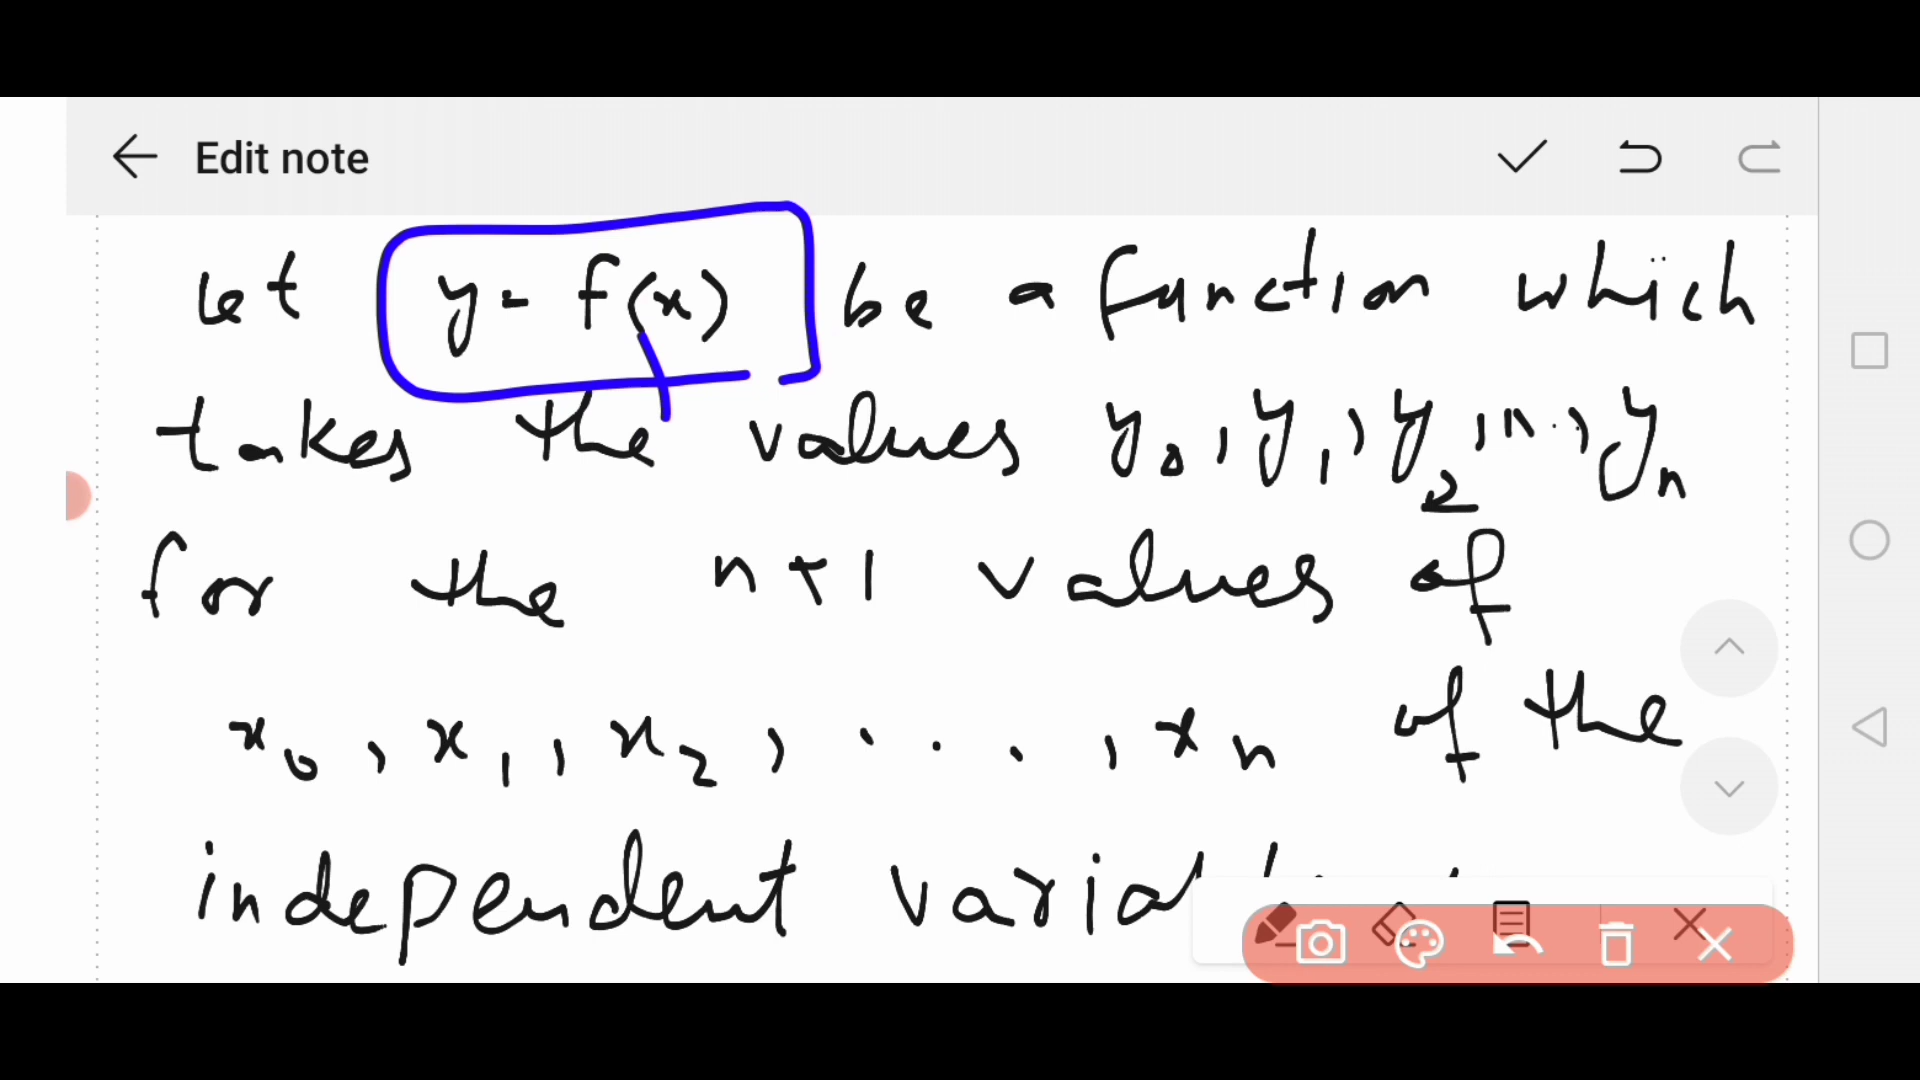 Edit note
let y = f(x) be a function which
takes the values y₀, y₁, y₂, ..., yₙ
for the n+1 values of
x₀, x₁, x₂, ...., xₙ of the
independent